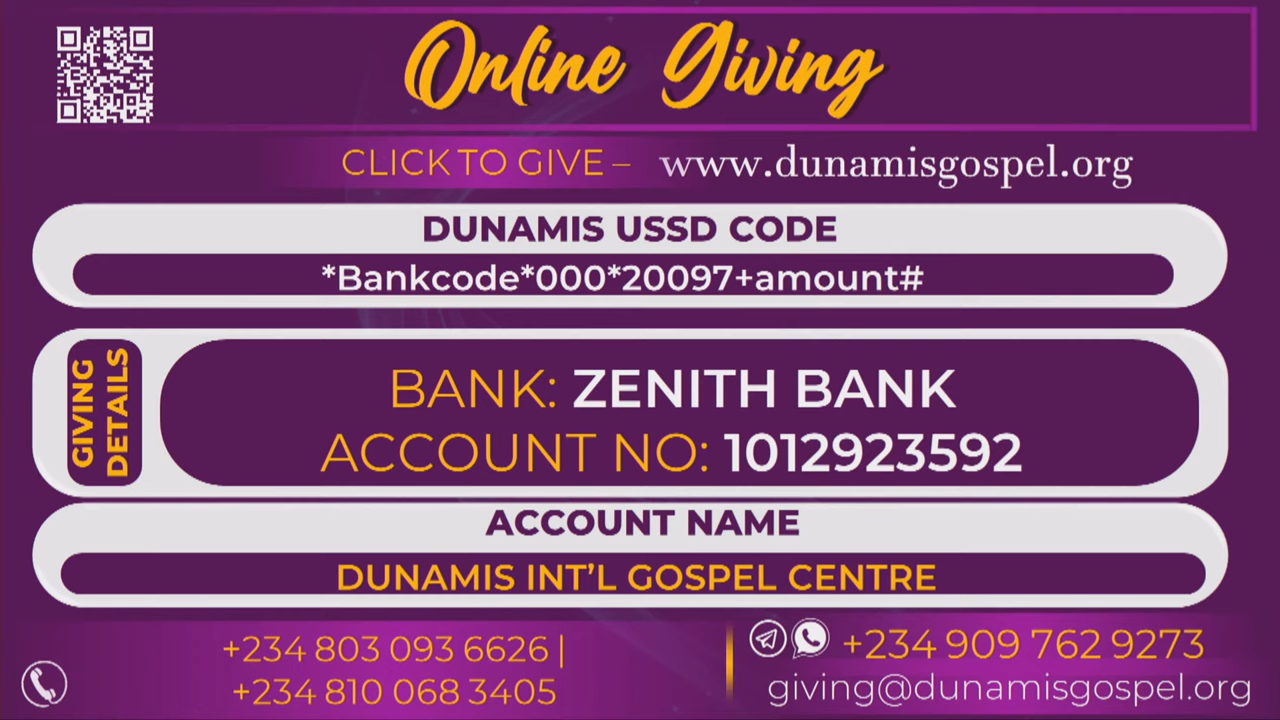 Online Giving
CLICK TO GIVE – www.dunamisgospel.org
DUNAMIS USSD CODE
*Bankcode*000*20097+amount#
GIVING
DETAILS
BANK: ZENITH BANK
ACCOUNT NO: 1012923592
ACCOUNT NAME
DUNAMIS INT'L GOSPEL CENTRE
+234 803 093 6626 |
+234 810 068 3405
+234 909 762 9273
giving@dunamisgospel.org